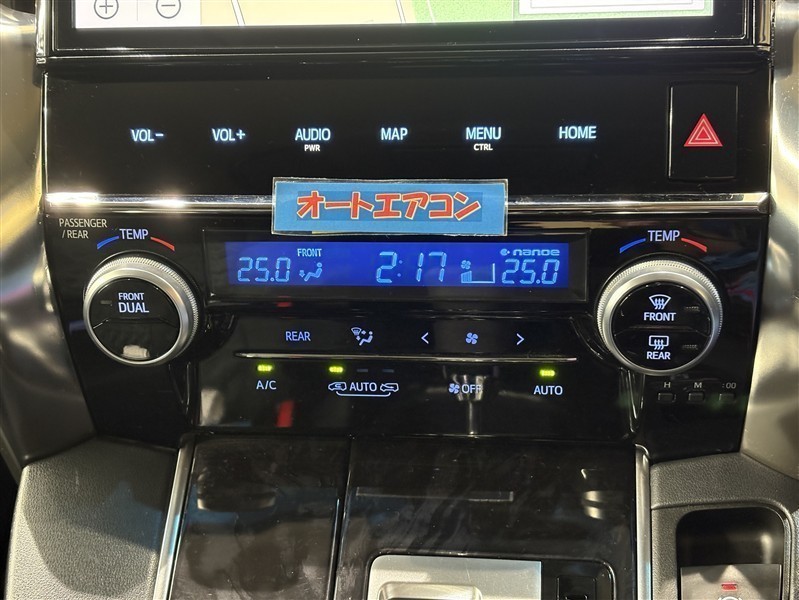 VOL- VOL+ AUDIO MAP MENU HOME
PWR CTRL
オートエアコン
PASSENGER
/REAR
TEMP TEMP
FRONT nanoe
25.0 2:17 25.0
FRONT
DUAL
FRONT
REAR
REAR < >
A/C AUTO OFF AUTO
H M :00